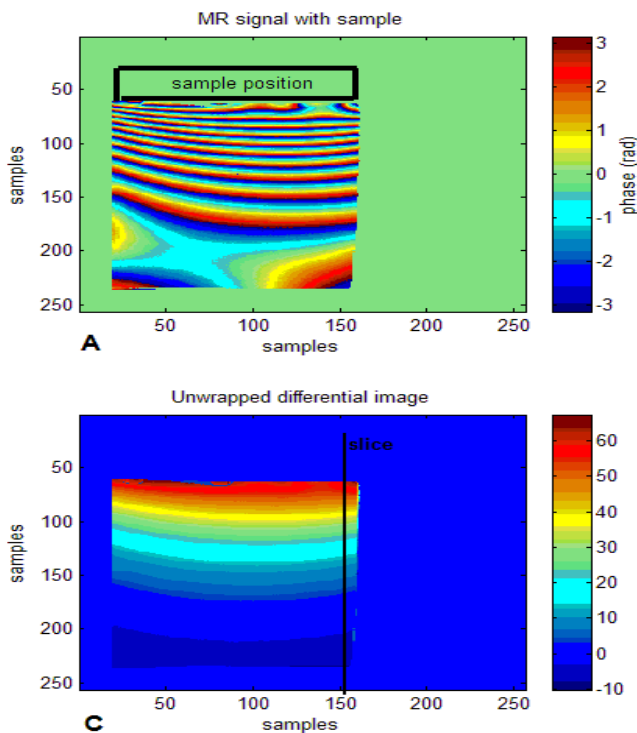 MR signal with sample
sample position
samples
50
100
150
200
250
50 100 150 200 250
samples
A
3
2
1
0
-1
-2
-3
phase (rad)
Unwrapped differential image
slice
samples
50
100
150
200
250
50 100 150 200 250
samples
C
60
50
40
30
20
10
0
-10